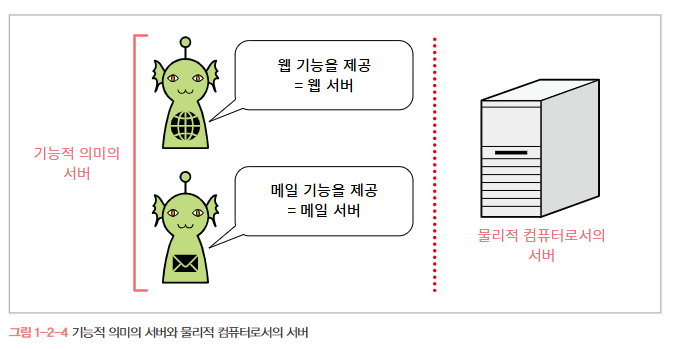 웹 기능을 제공
= 웹 서버
기능적 의미의
서버
메일 기능을 제공
= 메일 서버
물리적 컴퓨터로서의
서버
그림 1-2-4 기능적 의미의 서버와 물리적 컴퓨터로서의 서버